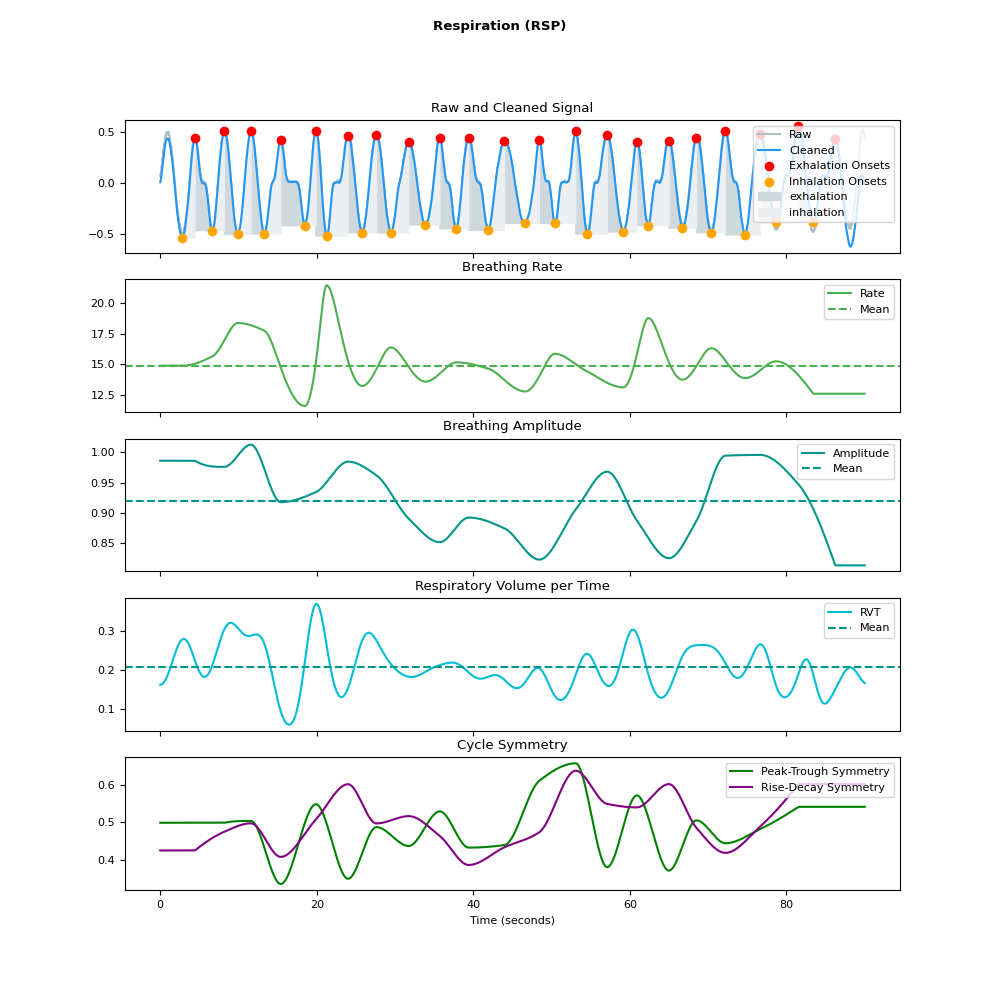 Respiration (RSP)
Raw and Cleaned Signal
0.5
0.0
−0.5
Raw
Cleaned
Exhalation Onsets
Inhalation Onsets
exhalation
inhalation
Breathing Rate
20.0
17.5
15.0
12.5
Rate
Mean
Breathing Amplitude
1.00
0.95
0.90
0.85
Amplitude
Mean
Respiratory Volume per Time
0.3
0.2
0.1
RVT
Mean
Cycle Symmetry
0.6
0.5
0.4
Peak-Trough Symmetry
Rise-Decay Symmetry
0 20 40 60 80
Time (seconds)